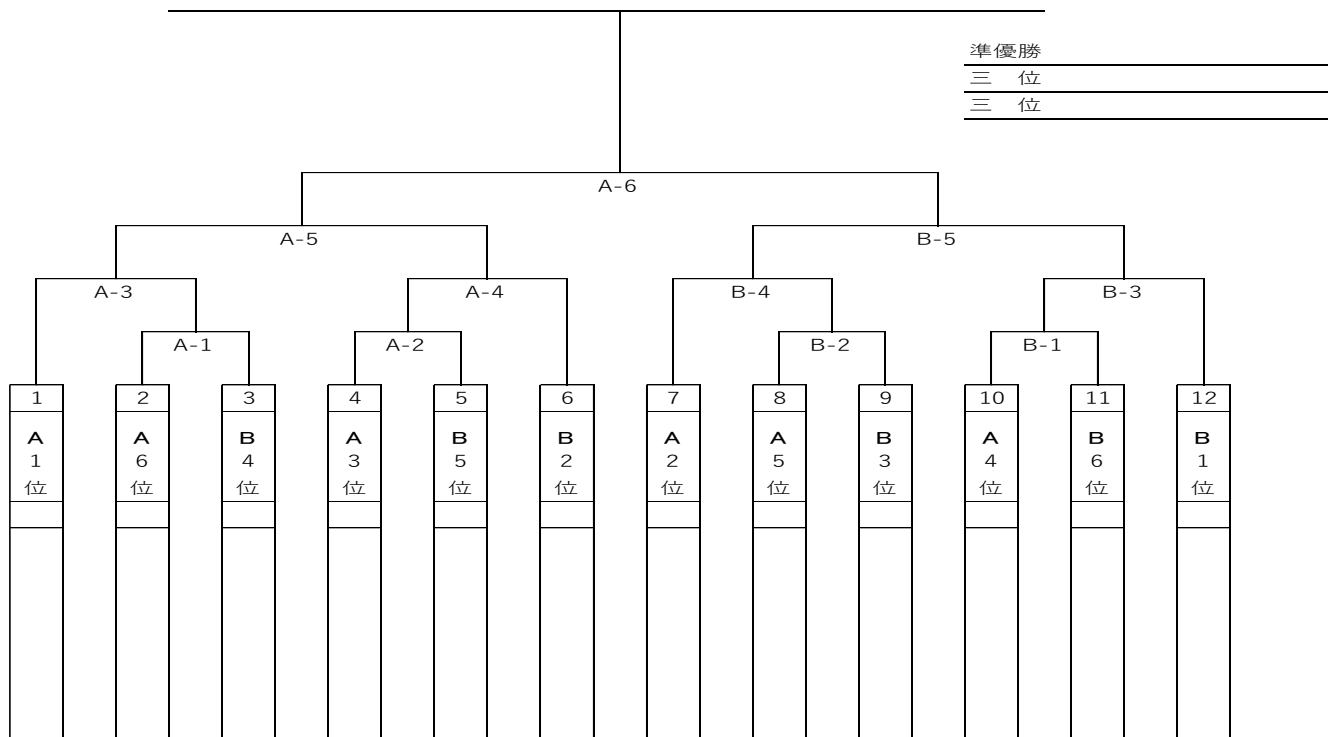 準優勝
三　位
三　位
A-6
A-5 B-5
A-3 A-4 B-4 B-3
A-1 A-2 B-2 B-1
1 2 3 4 5 6 7 8 9 10 11 12
A A B A B B A A B A B B
1 6 4 3 5 2 2 5 3 4 6 1
位 位 位 位 位 位 位 位 位 位 位 位